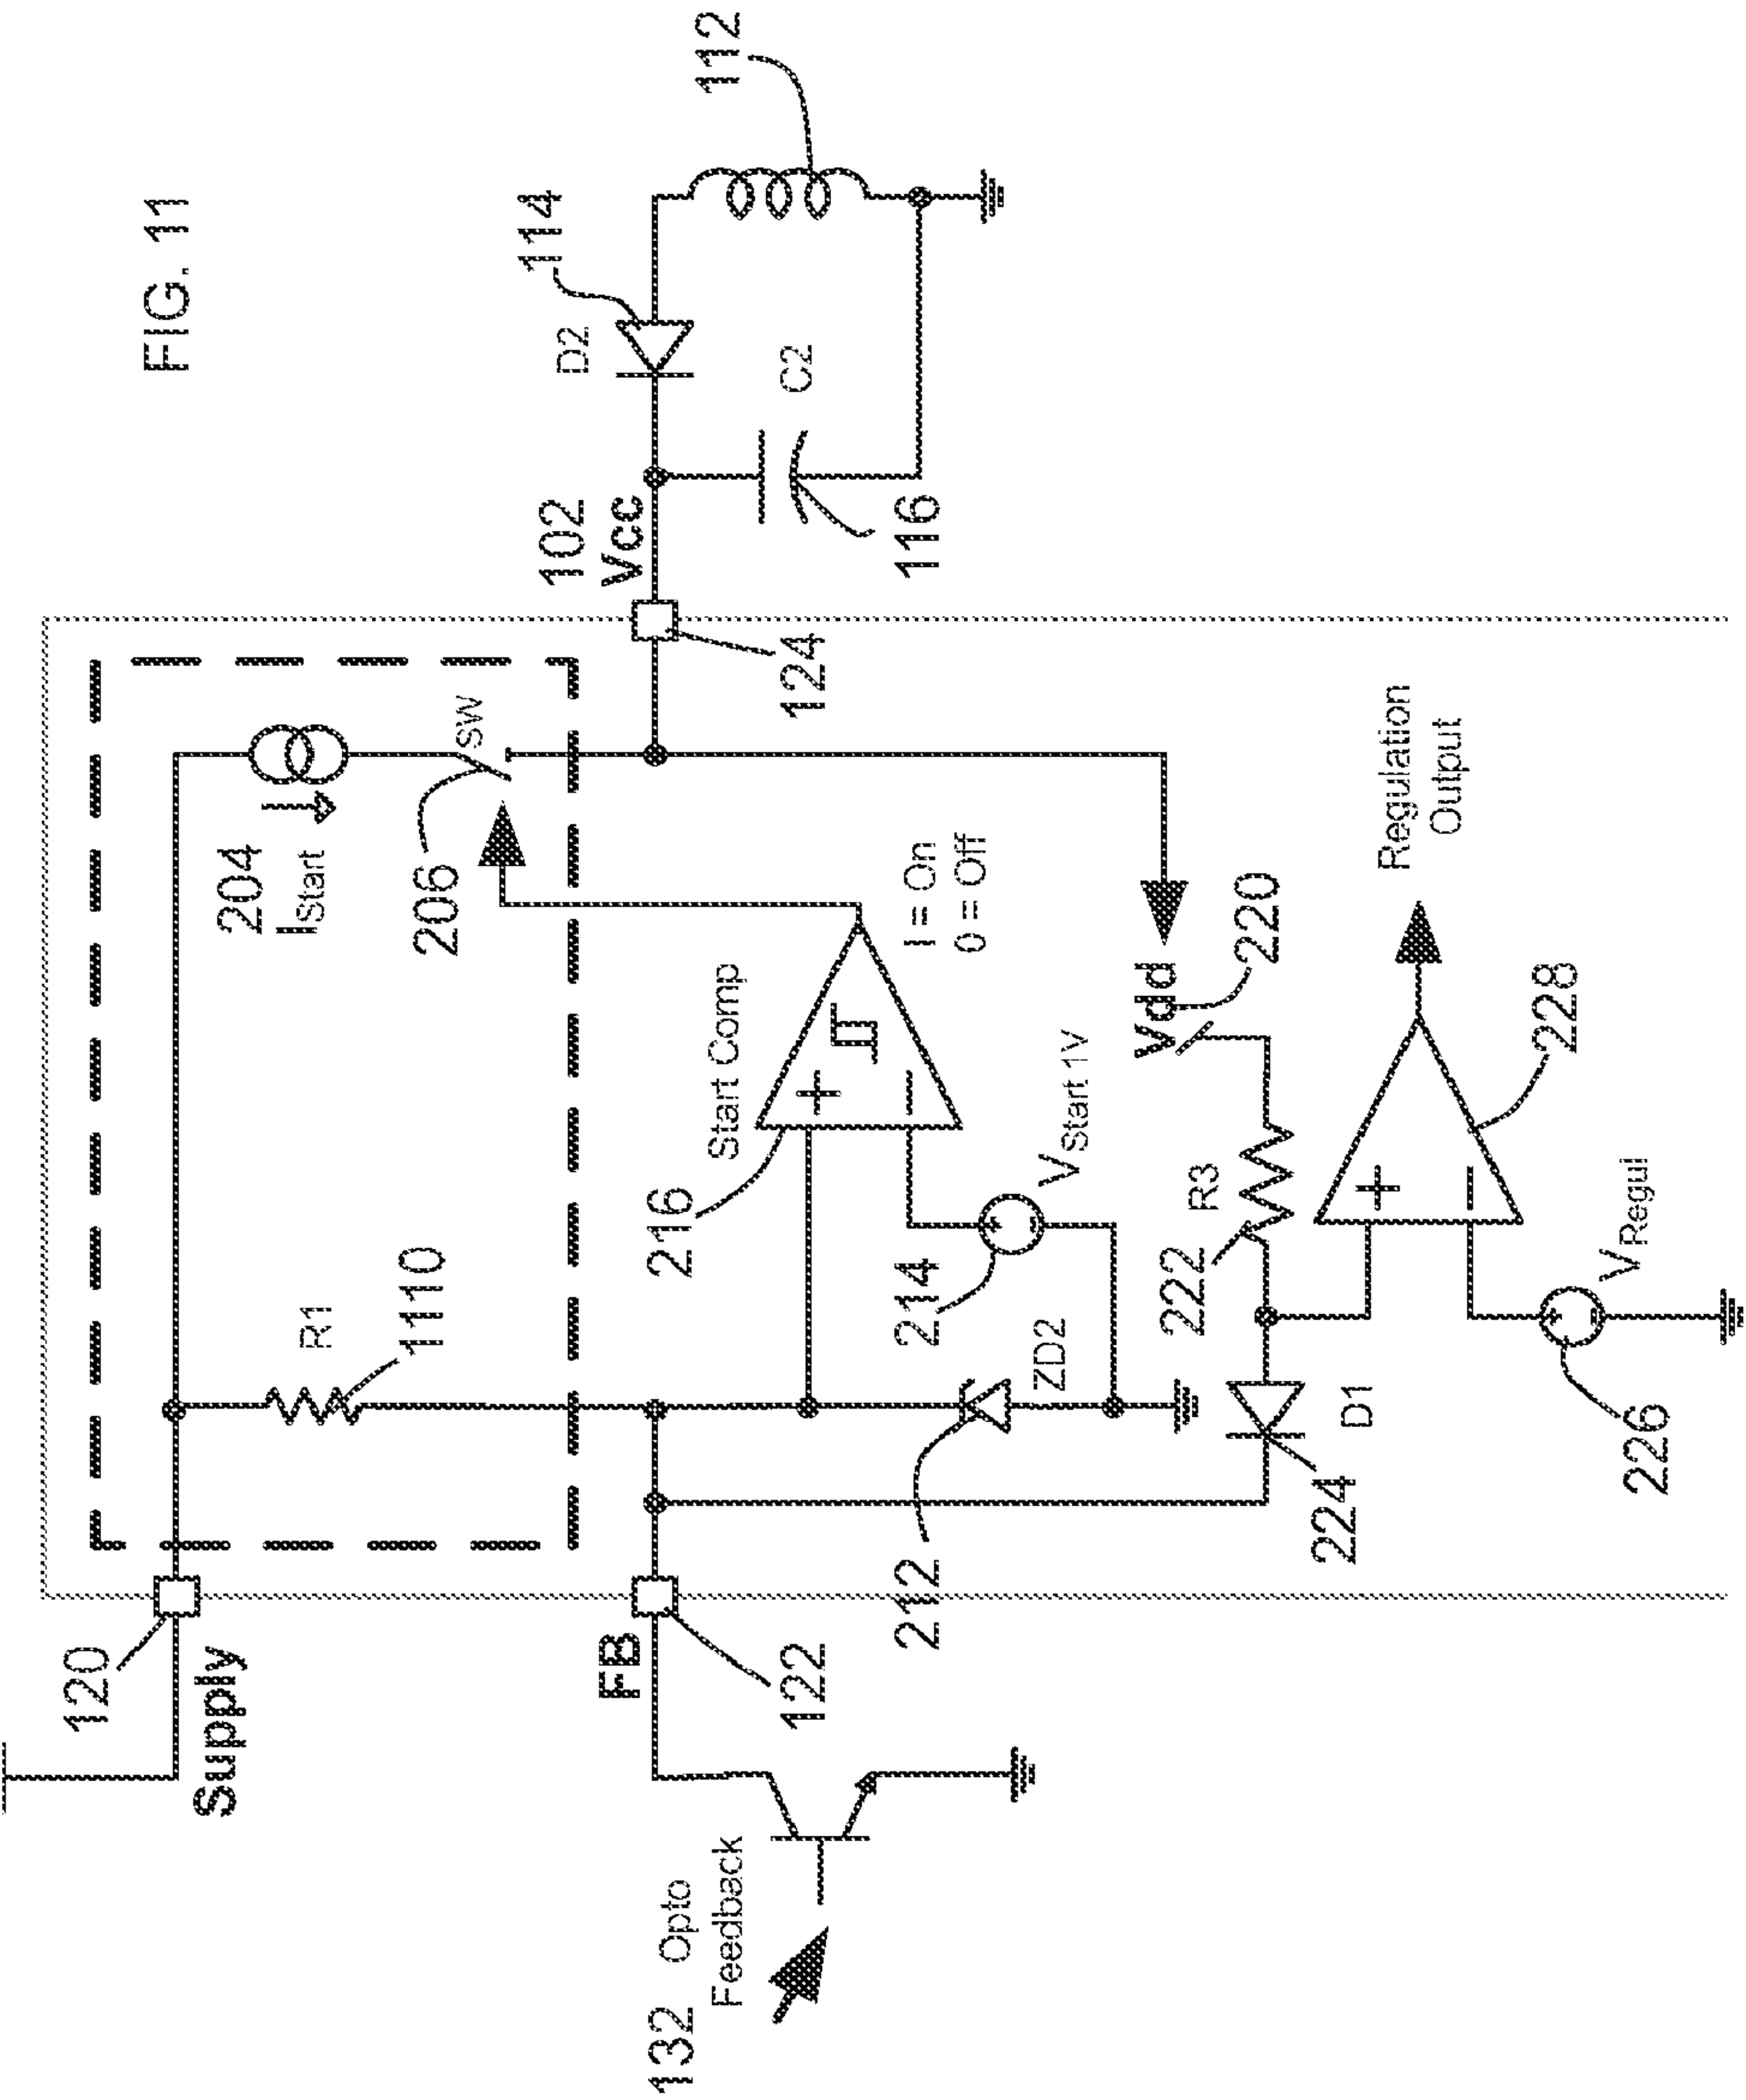 FIG. 11
120
Supply
R1
1110
204
IStart
206
SW
132
Opto
Feedback
FB
122
216
Start Comp
+
−
I = On
0 = Off
102
Vcc
124
D2
114
C2
116
112
212
ZD2
214
VStart 1V
Vdd
220
222
R3
224
D1
+
−
228
Regulation
Output
226
VRegul